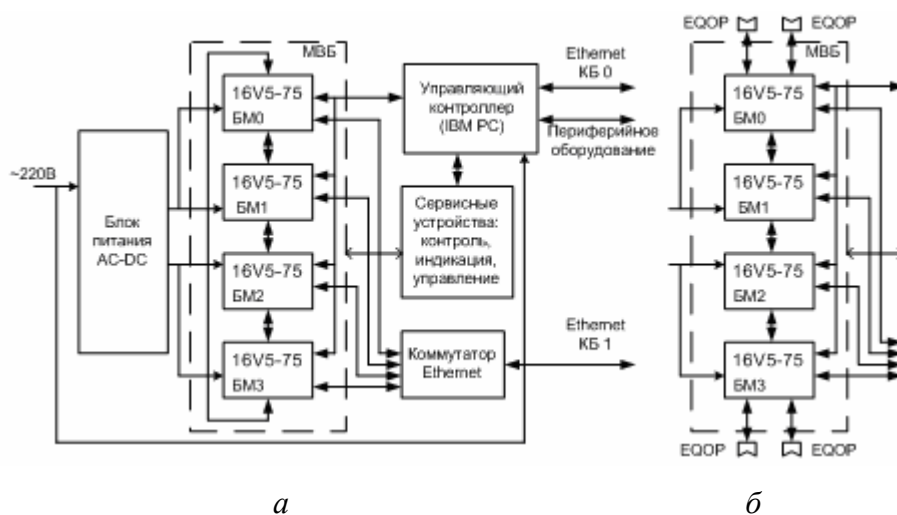 EQOP EQOP
МВБ
МВБ
16V5-75
БМ0
16V5-75
БМ1
16V5-75
БМ2
16V5-75
БМ3
~220В
Блок
питания
AC-DC
Управляющий
контроллер
(IBM PC)
Ethernet
КБ 0
Периферийное
оборудование
Сервисные
устройства:
контроль,
индикация,
управление
Коммутатор
Ethernet
Ethernet
КБ 1
16V5-75
БМ0
16V5-75
БМ1
16V5-75
БМ2
16V5-75
БМ3
EQOP EQOP
а б